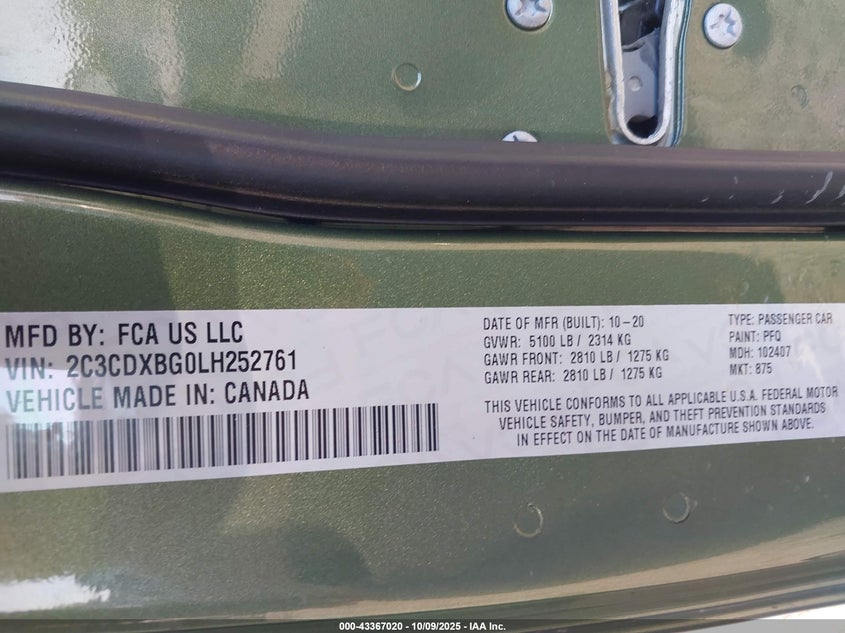 MFD BY: FCA US LLC
VIN: 2C3CDXBG0LH252761
VEHICLE MADE IN: CANADA
DATE OF MFR (BUILT): 10-20
GVWR: 5100 LB / 2314 KG
GAWR FRONT: 2810 LB / 1275 KG
GAWR REAR: 2810 LB / 1275 KG
TYPE: PASSENGER CAR
PAINT: PFQ
MDH: 102407
MKT: 875
THIS VEHICLE CONFORMS TO ALL APPLICABLE U.S.A. FEDERAL MOTOR
VEHICLE SAFETY, BUMPER, AND THEFT PREVENTION STANDARDS
IN EFFECT ON THE DATE OF MANUFACTURE SHOWN ABOVE.
000-43367020 - 10/09/2025 - IAA Inc.